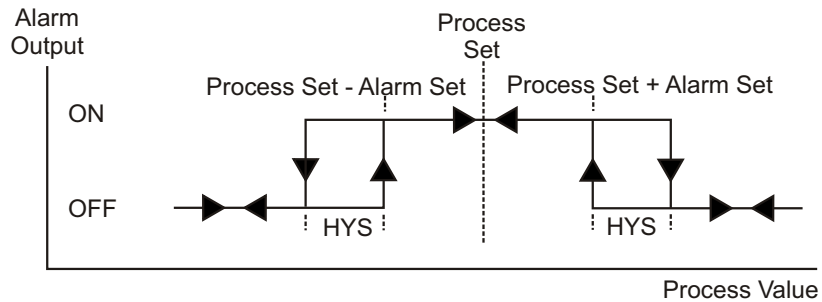 Alarm
Output
Process
Set
Process Set - Alarm Set
Process Set + Alarm Set
ON
OFF
HYS
HYS
Process Value